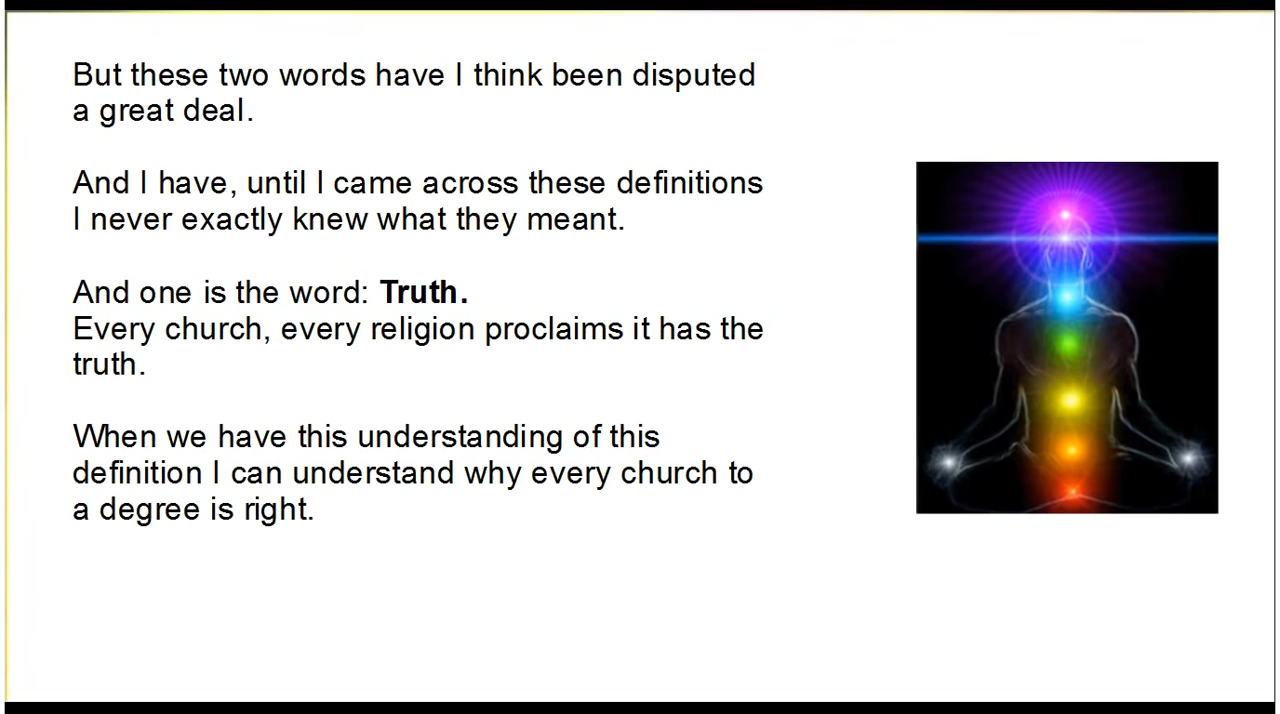 But these two words have I think been disputed
a great deal.
And I have, until I came across these definitions
I never exactly knew what they meant.
And one is the word: Truth.
Every church, every religion proclaims it has the
truth.
When we have this understanding of this
definition I can understand why every church to
a degree is right.